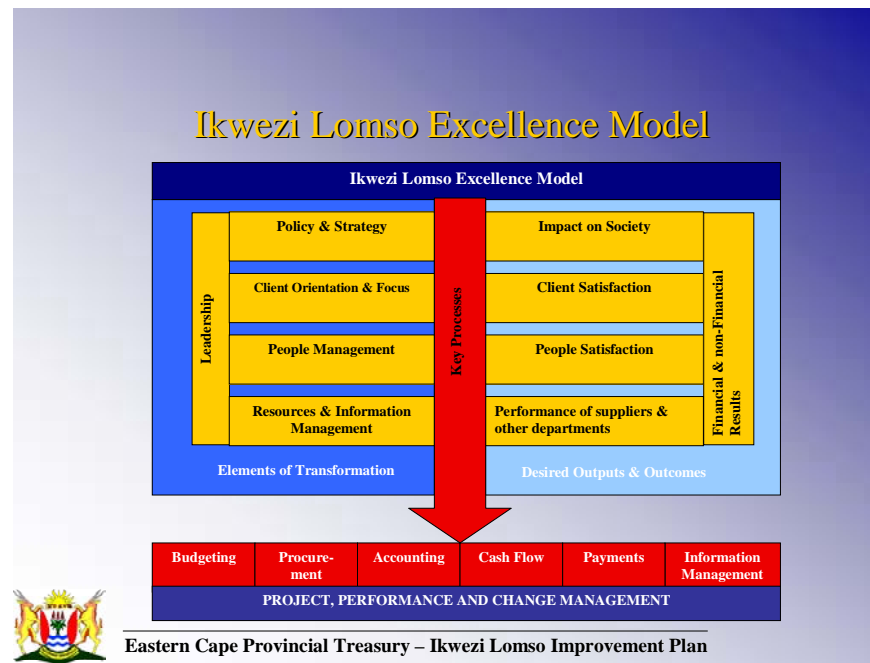 Ikwezi Lomso Excellence Model
Ikwezi Lomso Excellence Model
Leadership
Policy & Strategy
Client Orientation & Focus
People Management
Resources & Information
Management
Elements of Transformation
Key Processes
Impact on Society
Client Satisfaction
People Satisfaction
Performance of suppliers &
other departments
Financial & non-Financial
Results
Desired Outputs & Outcomes
Budgeting
Procure-
ment
Accounting
Cash Flow
Payments
Information
Management
PROJECT, PERFORMANCE AND CHANGE MANAGEMENT
Eastern Cape Provincial Treasury – Ikwezi Lomso Improvement Plan